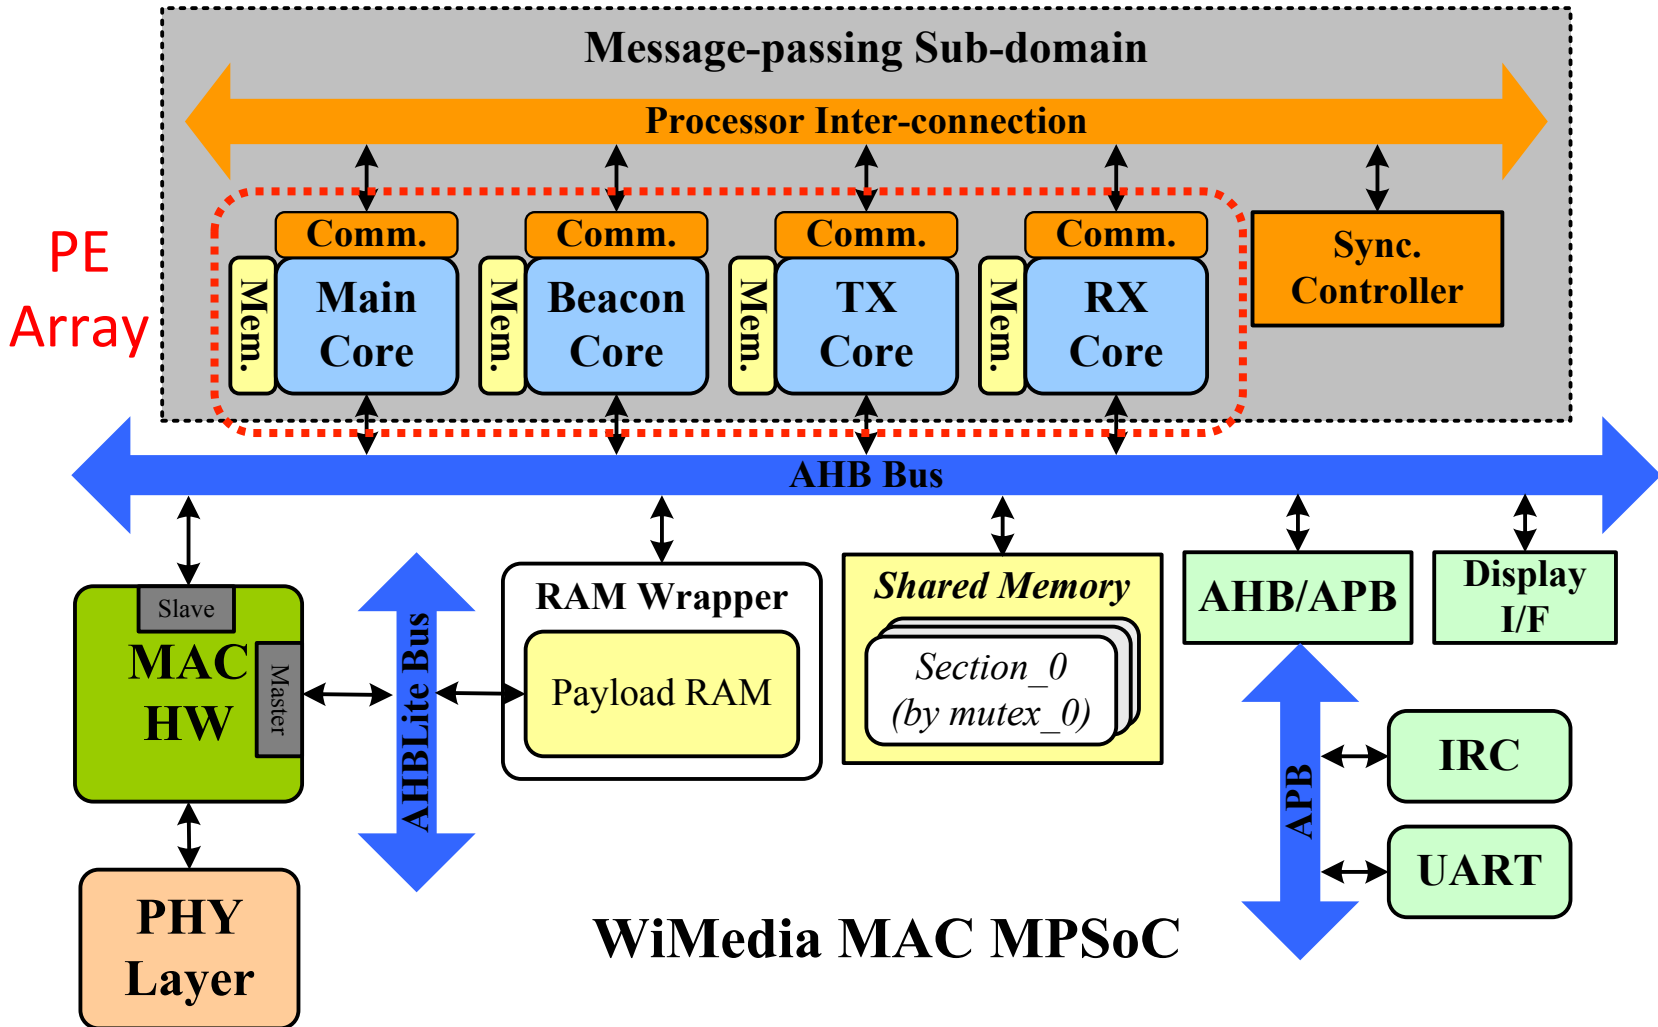 Message-passing Sub-domain
Processor Inter-connection
PE
Array
Comm.
Mem.
Main
Core
Comm.
Mem.
Beacon
Core
Comm.
Mem.
TX
Core
Comm.
Mem.
RX
Core
Sync.
Controller
AHB Bus
Slave
MAC
HW
Master
AHBLite Bus
RAM Wrapper
Payload RAM
Shared Memory
Section_0
(by mutex_0)
AHB/APB
Display
I/F
APB
IRC
UART
PHY
Layer
WiMedia MAC MPSoC